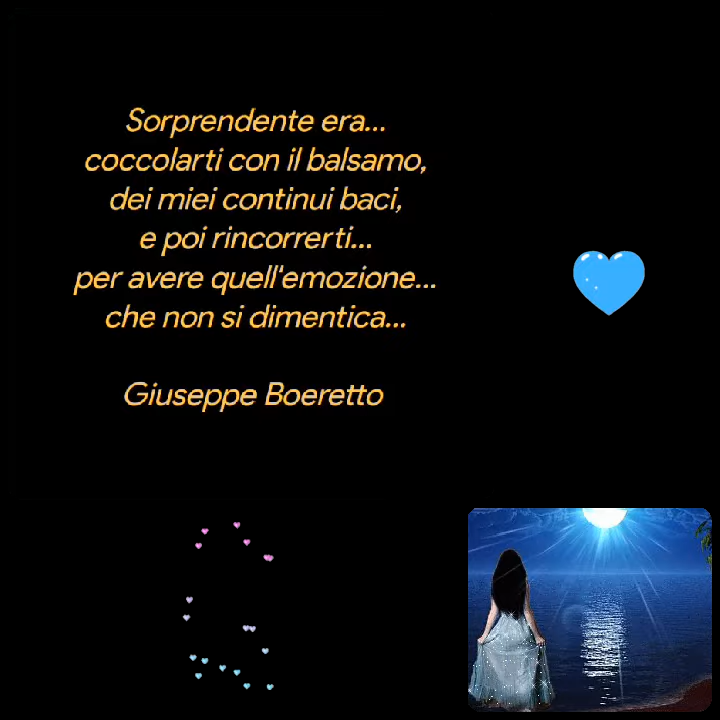 Sorprendente era...
coccolarti con il balsamo,
dei miei continui baci,
e poi rincorrerti...
per avere quell'emozione...
che non si dimentica...
Giuseppe Boeretto